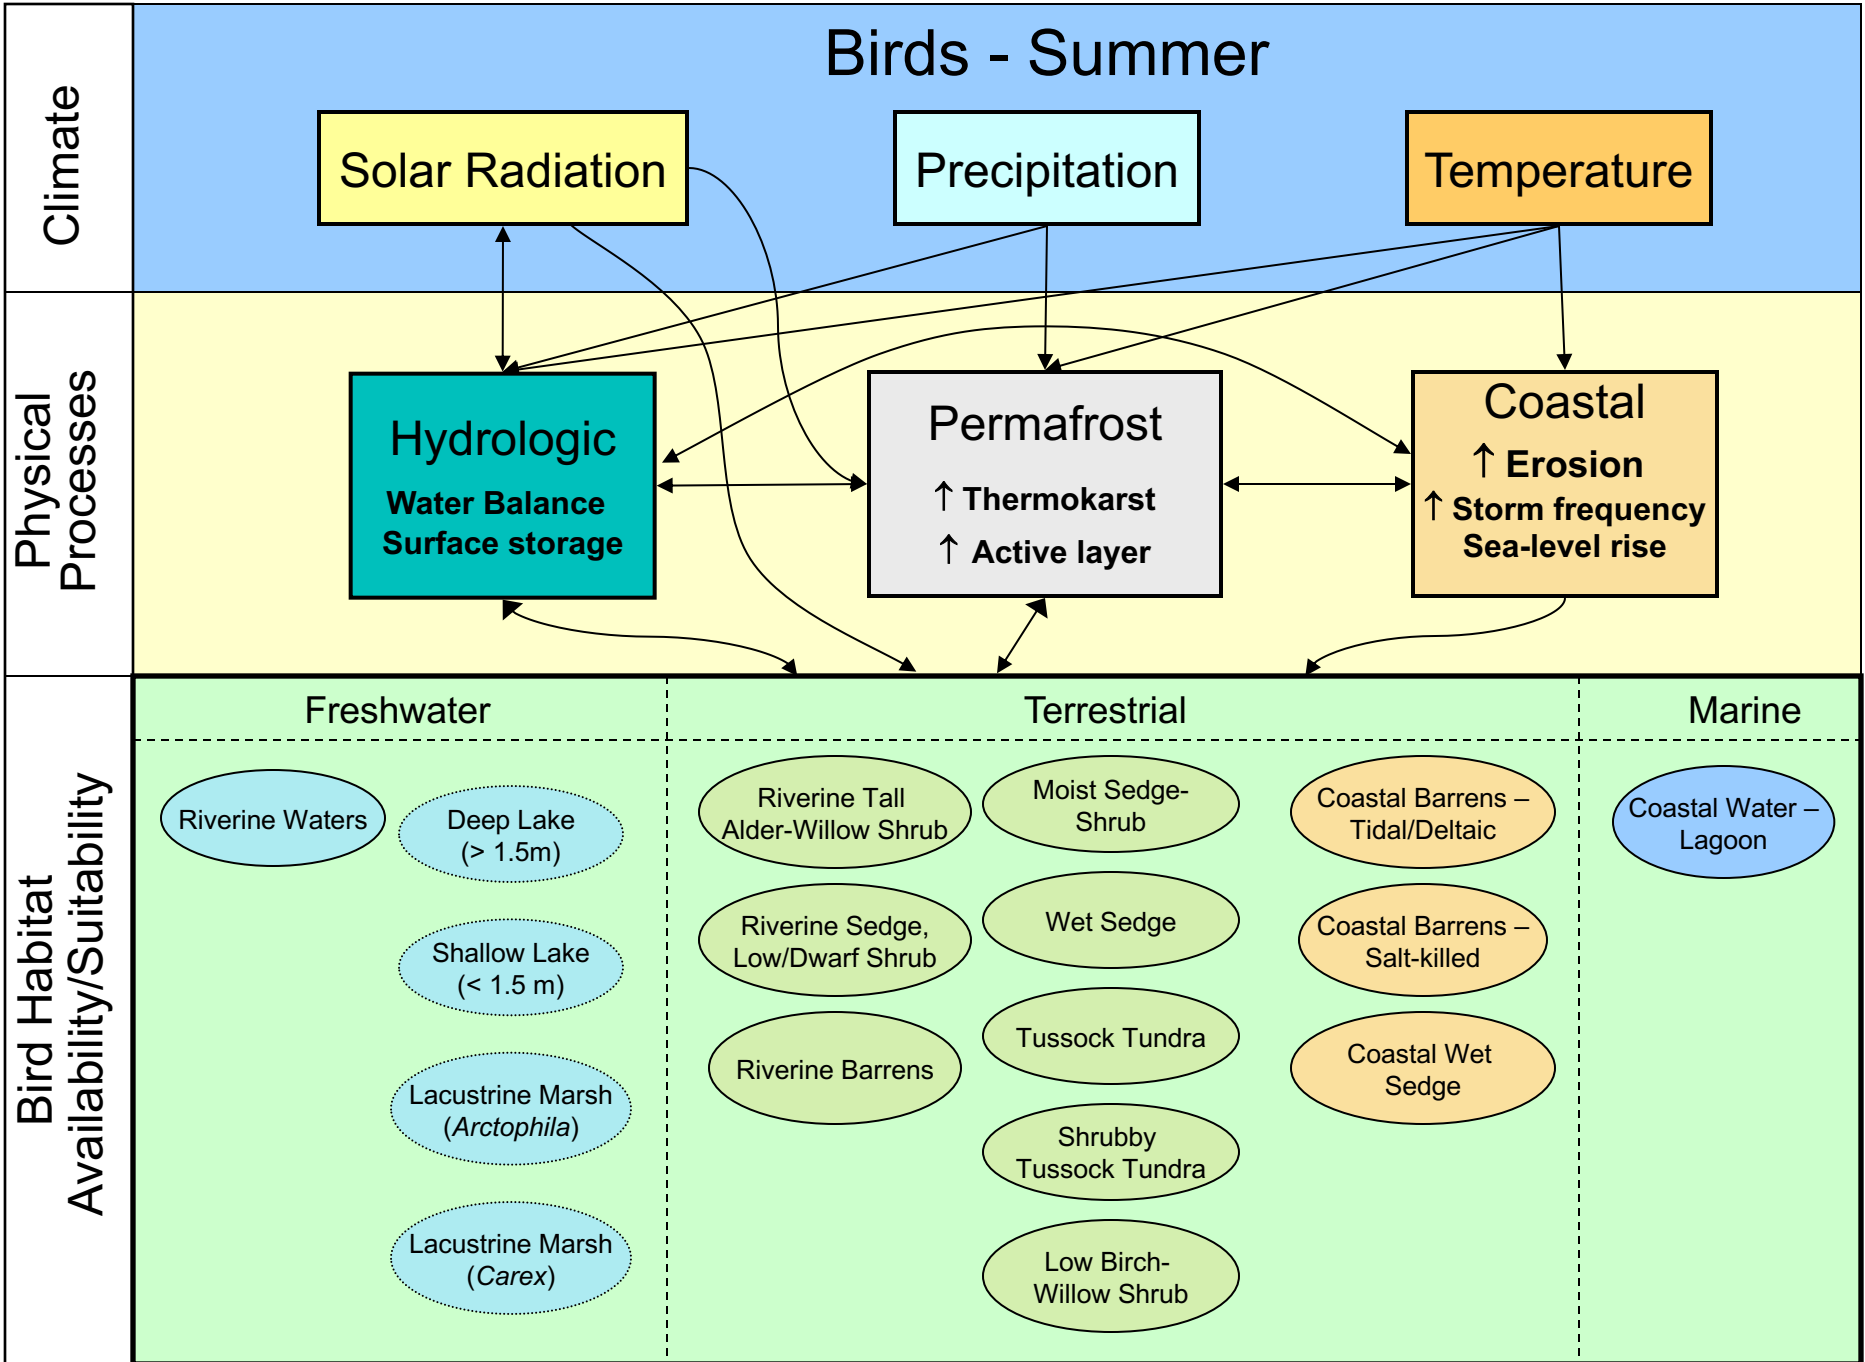 Birds - Summer
Climate
Solar Radiation
Precipitation
Temperature
Physical
Processes
Hydrologic
Water Balance
Surface storage
Permafrost
↑ Thermokarst
↑ Active layer
Coastal
↑ Erosion
↑ Storm frequency
Sea-level rise
Bird Habitat
Availability/Suitability
Freshwater
Terrestrial
Marine
Riverine Waters
Deep Lake
(> 1.5m)
Shallow Lake
(< 1.5 m)
Lacustrine Marsh
(Arctophila)
Lacustrine Marsh
(Carex)
Riverine Tall
Alder-Willow Shrub
Riverine Sedge,
Low/Dwarf Shrub
Riverine Barrens
Moist Sedge-
Shrub
Wet Sedge
Tussock Tundra
Shrubby
Tussock Tundra
Low Birch-
Willow Shrub
Coastal Barrens –
Tidal/Deltaic
Coastal Barrens –
Salt-killed
Coastal Wet
Sedge
Coastal Water –
Lagoon